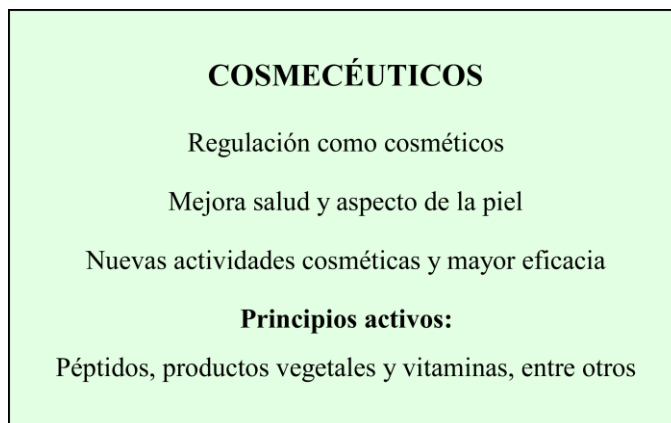 COSMECÉUTICOS
Regulación como cosméticos
Mejora salud y aspecto de la piel
Nuevas actividades cosméticas y mayor eficacia
Principios activos:
Péptidos, productos vegetales y vitaminas, entre otros